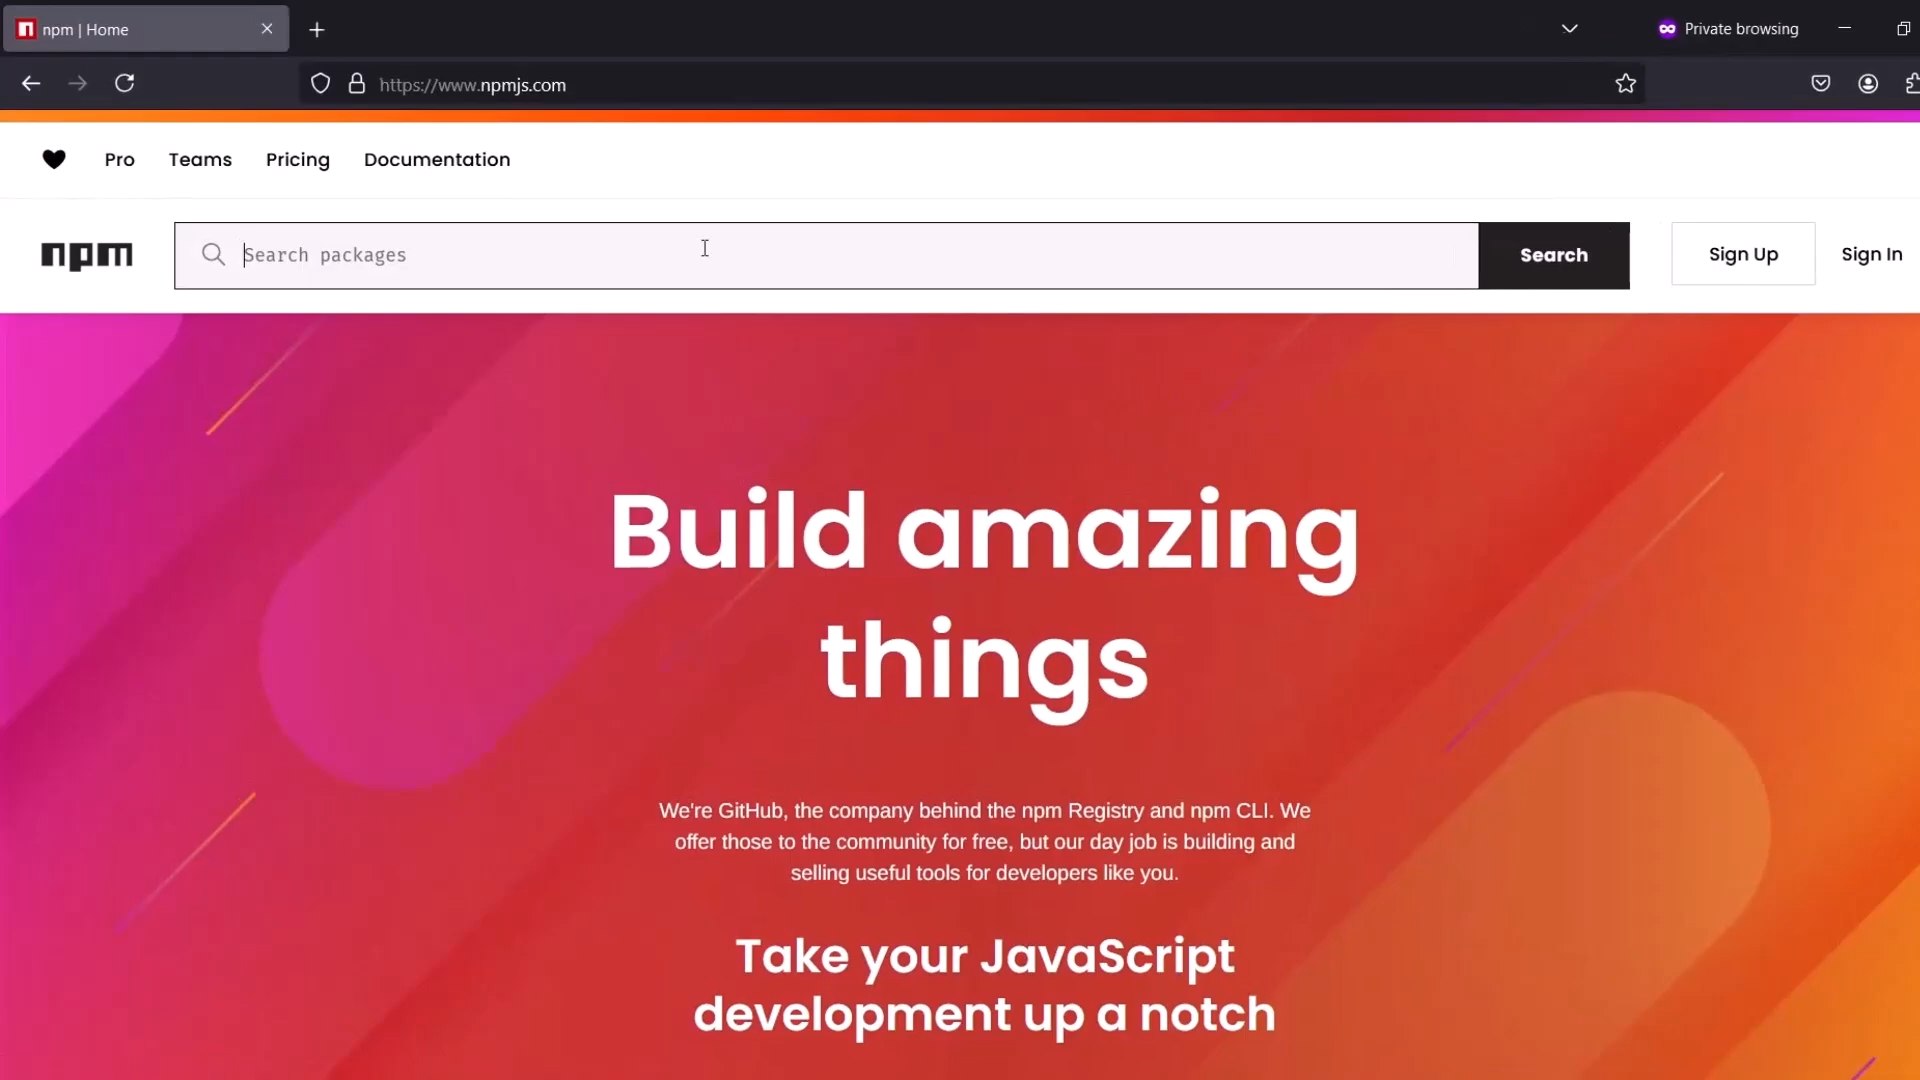 npm | Home
Private browsing
https://www.npmjs.com
Pro Teams Pricing Documentation
npm
Search packages
Search
Sign Up
Sign In
Build amazing
things
We're GitHub, the company behind the npm Registry and npm CLI. We
offer those to the community for free, but our day job is building and
selling useful tools for developers like you.
Take your JavaScript
development up a notch